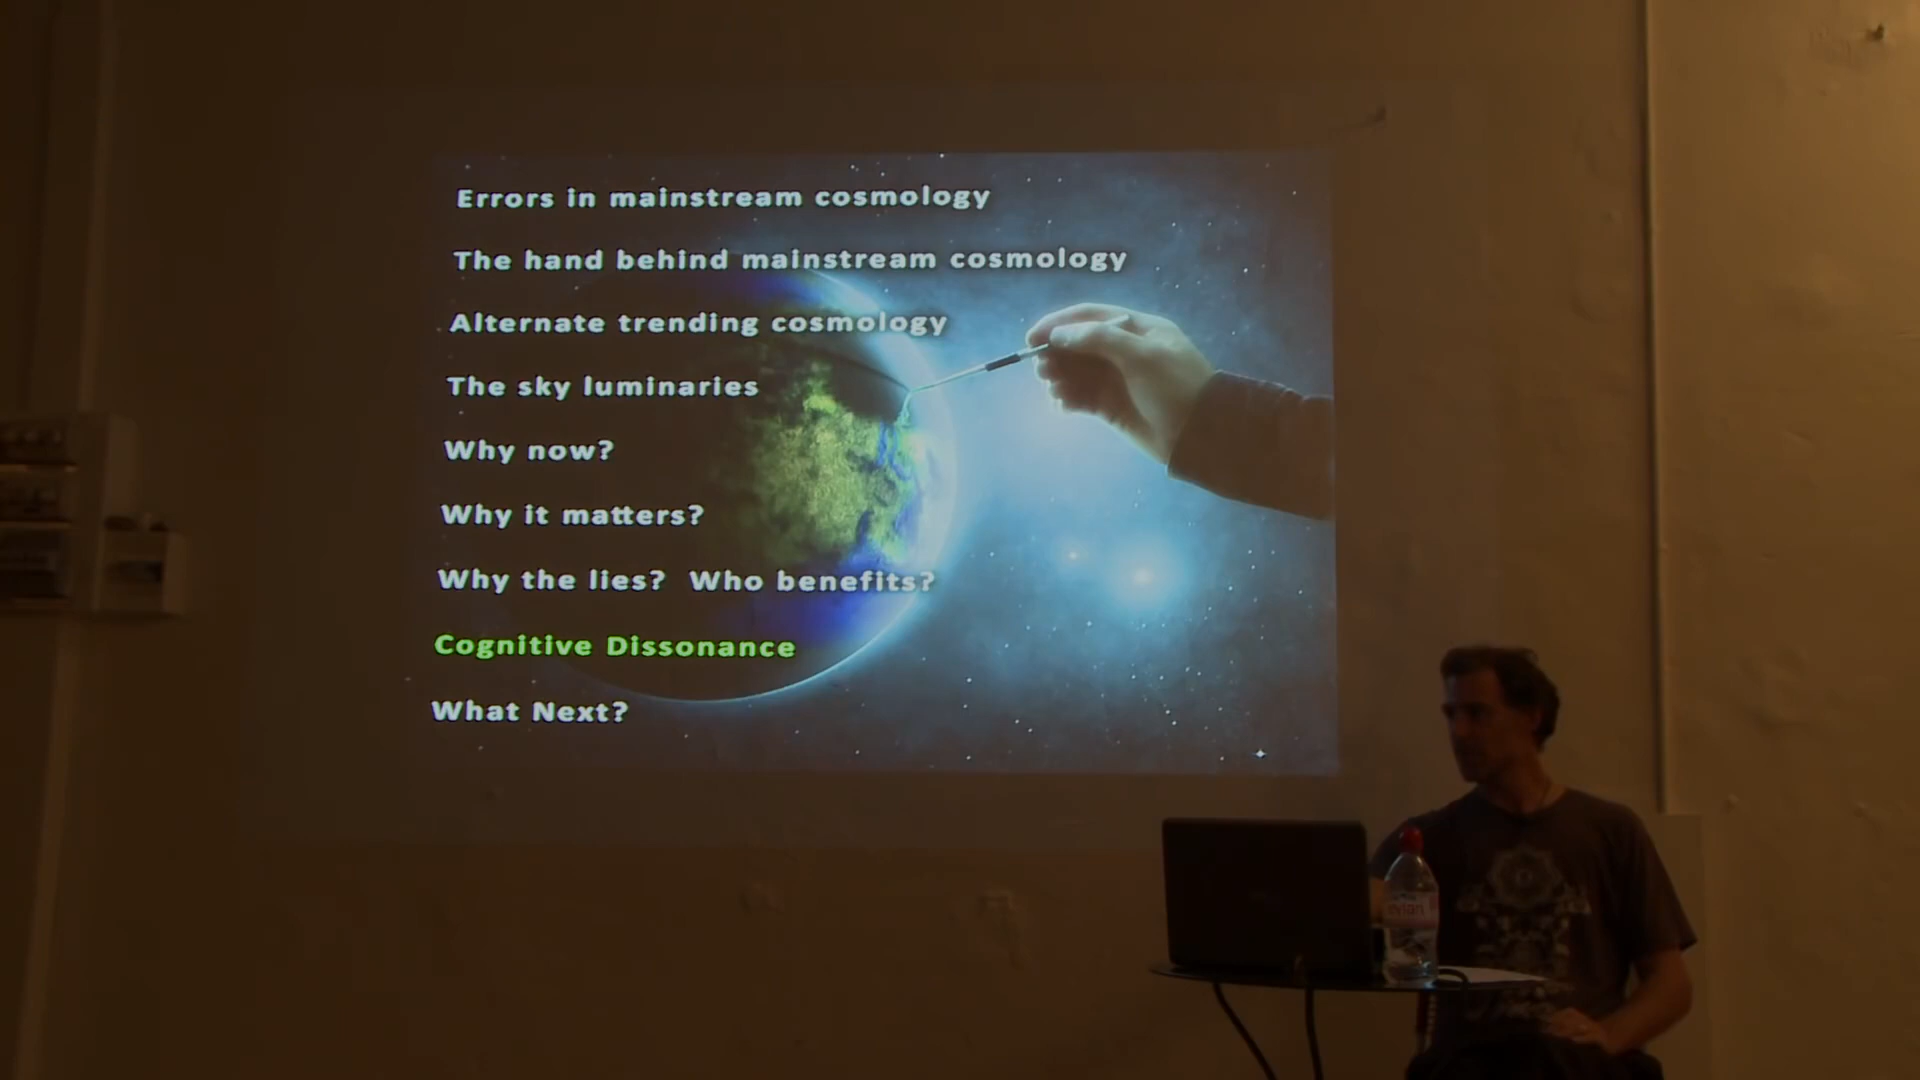 Errors in mainstream cosmology
The hand behind mainstream cosmology
Alternate trending cosmology
The sky luminaries
Why now?
Why it matters?
Why the lies? Who benefits?
Cognitive Dissonance
What Next?
evian